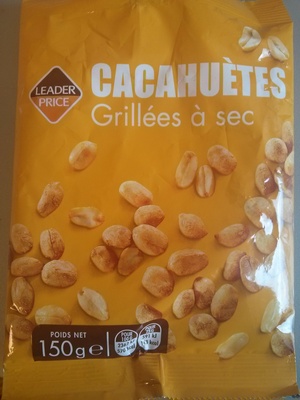 LEADER
PRICE
CACAHUÈTES
Grillées à sec
POIDS NET
150g e